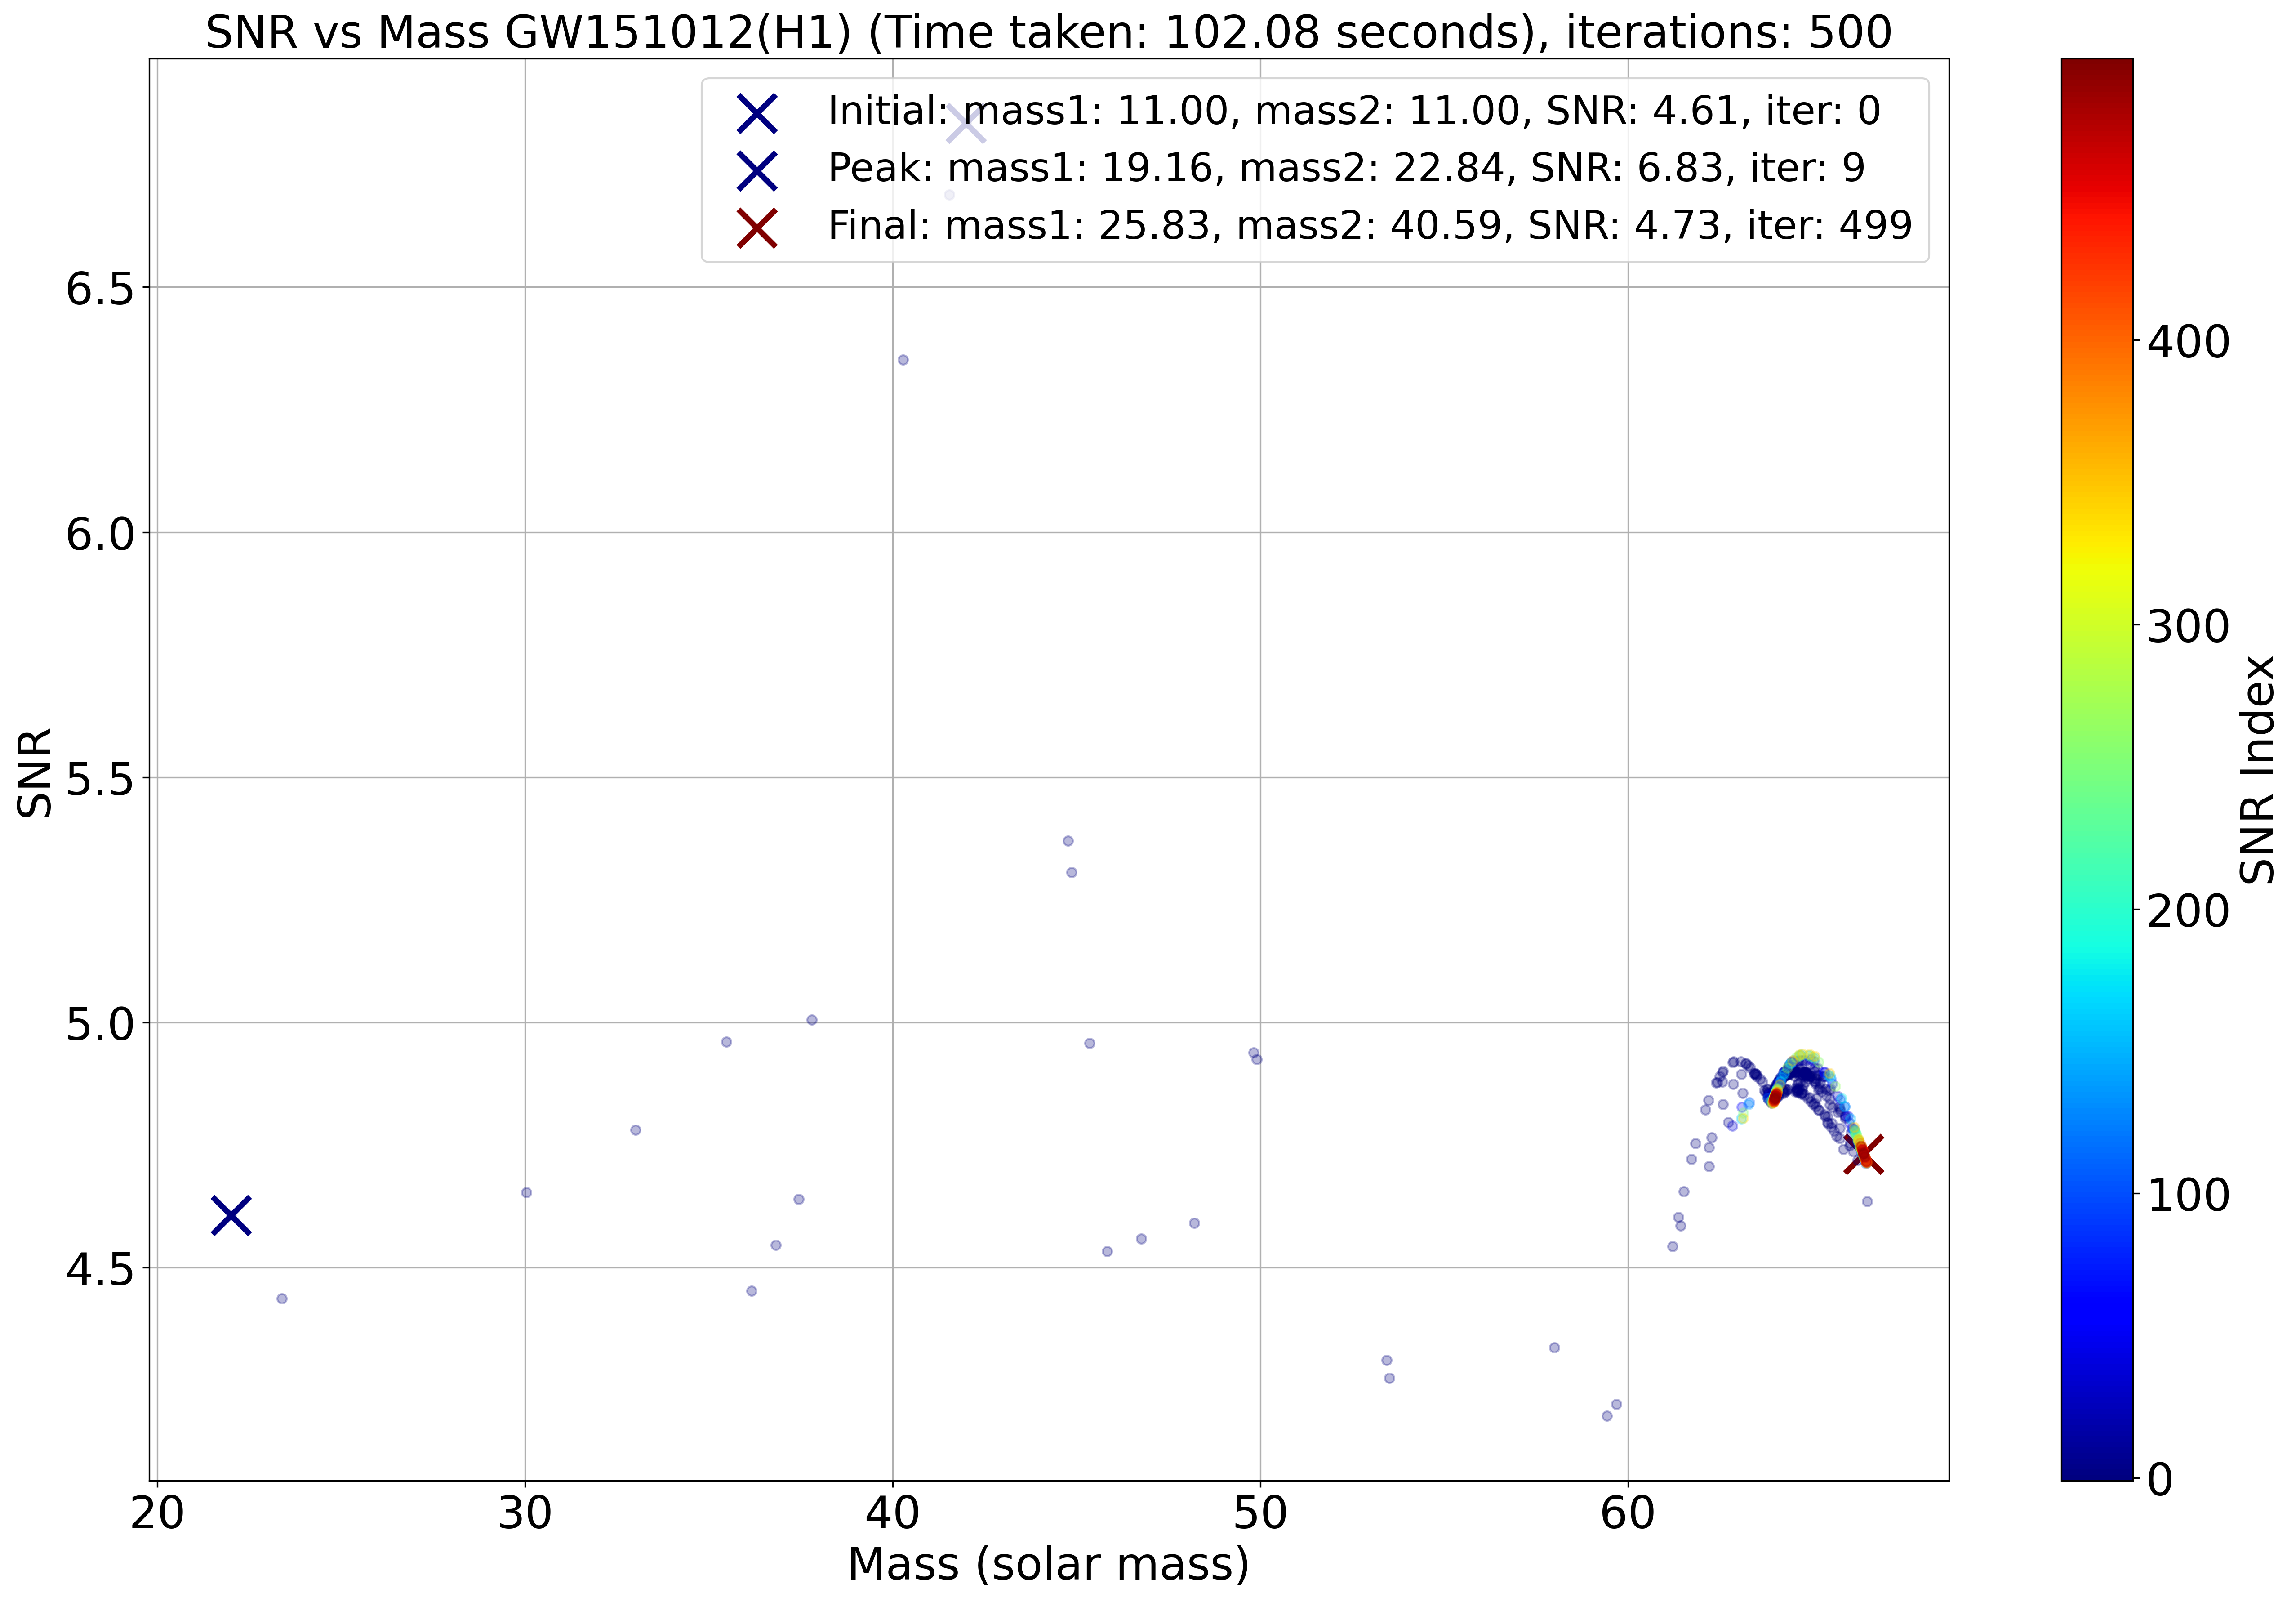 SNR vs Mass GW151012(H1) (Time taken: 102.08 seconds), iterations: 500
Initial: mass1: 11.00, mass2: 11.00, SNR: 4.61, iter: 0
Peak: mass1: 19.16, mass2: 22.84, SNR: 6.83, iter: 9
Final: mass1: 25.83, mass2: 40.59, SNR: 4.73, iter: 499
6.5
6.0
5.5
5.0
4.5
SNR
20
30
40
50
60
Mass (solar mass)
400
300
200
100
0
SNR Index